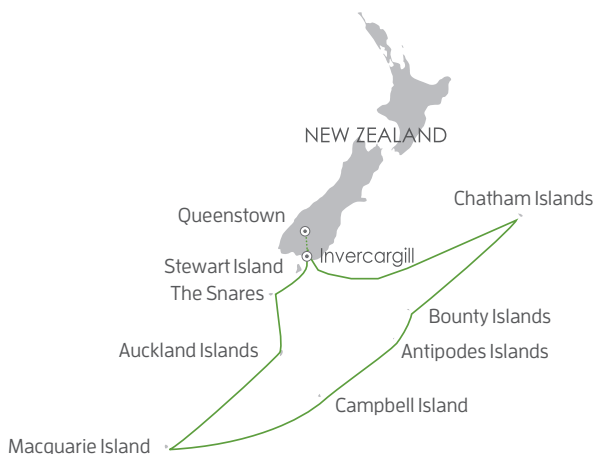 NEW ZEALAND
Chatham Islands
Queenstown
Invercargill
Stewart Island
The Snares
Bounty Islands
Auckland Islands
Antipodes Islands
Campbell Island
Macquarie Island